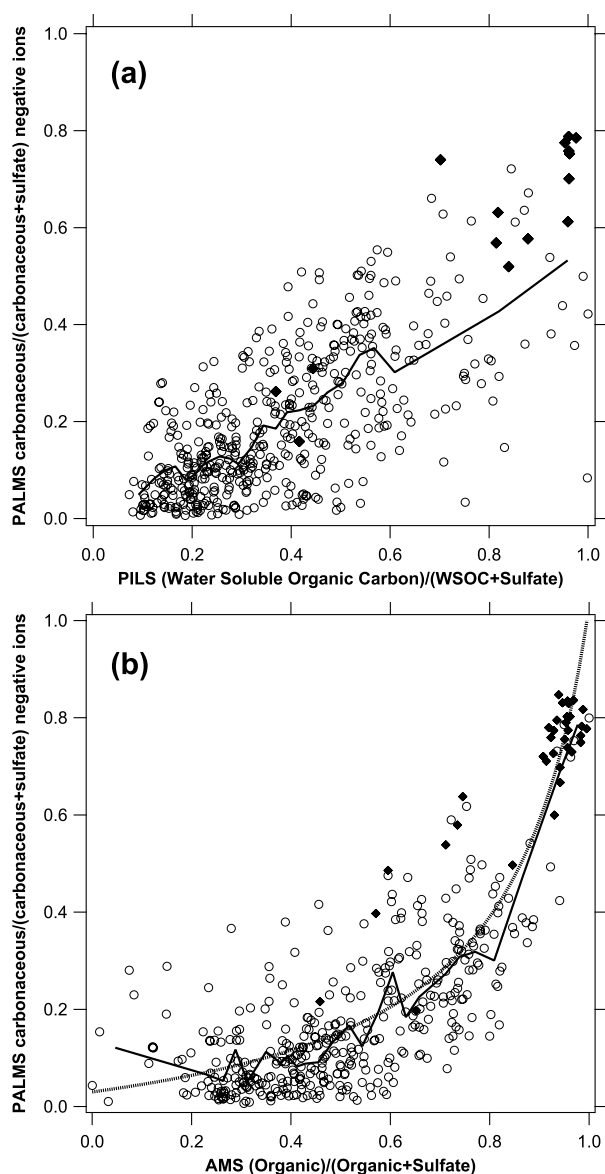 (a)
PALMS carbonaceous/(carbonaceous+sulfate) negative ions
1.0
0.8
0.6
0.4
0.2
0.0
0.0 0.2 0.4 0.6 0.8 1.0
PILS (Water Soluble Organic Carbon)/(WSOC+Sulfate)
(b)
PALMS carbonaceous/(carbonaceous+sulfate) negative ions
1.0
0.8
0.6
0.4
0.2
0.0
0.0 0.2 0.4 0.6 0.8 1.0
AMS (Organic)/(Organic+Sulfate)